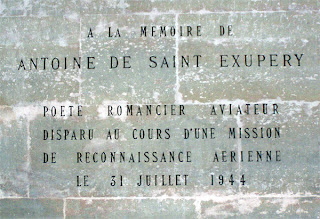 A LA MEMOIRE DE
ANTOINE DE SAINT EXUPERY
POETE ROMANCIER AVIATEUR
DISPARU AU COURS D'UNE MISSION
DE RECONNAISSANCE AERIENNE
LE 31 JUILLET 1944